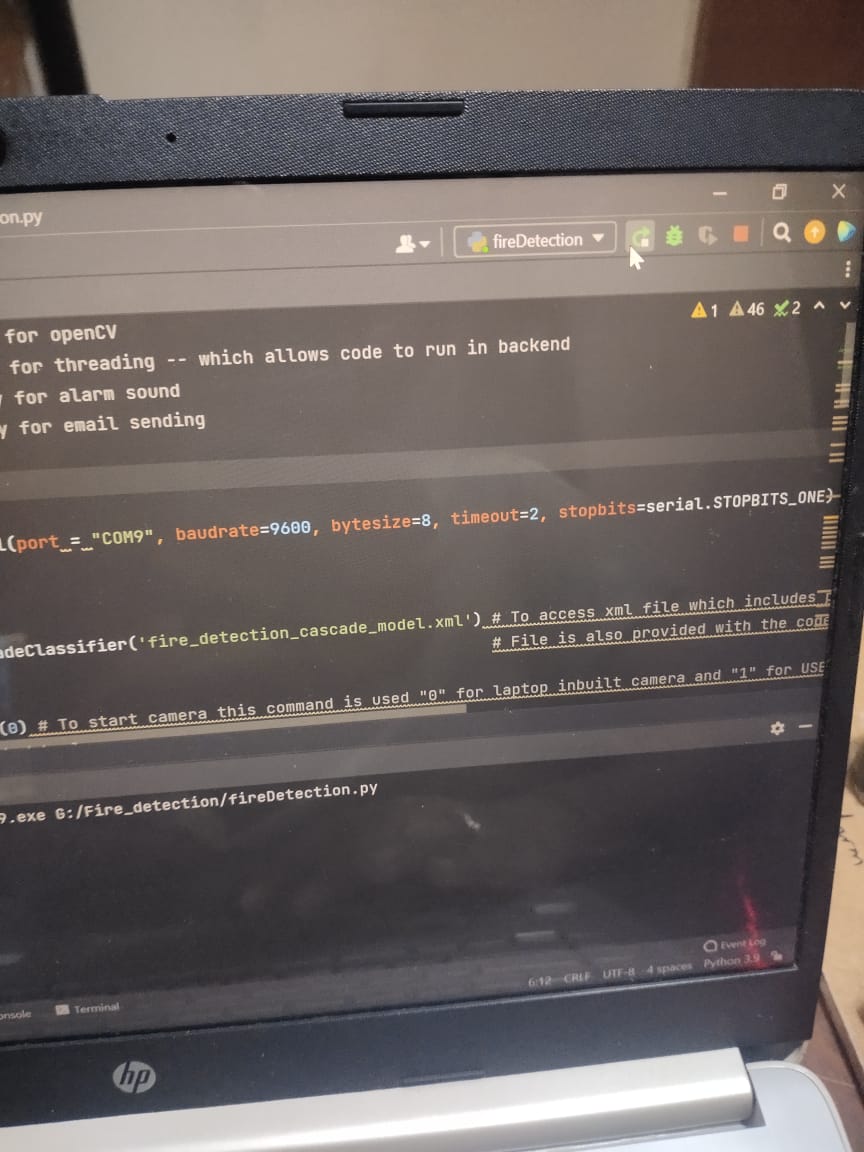 on.py
fireDetection
1 46 2
for openCV
for threading -- which allows code to run in backend
for alarm sound
y for email sending
l(port = "COM9", baudrate=9600, bytesize=8, timeout=2, stopbits=serial.STOPBITS_ONE)
adeClassifier('fire_detection_cascade_model.xml') # To access xml file which includes
# File is also provided with the code
(0) # To start camera this command is used "0" for laptop inbuilt camera and "1" for USB
9.exe G:/Fire_detection/fireDetection.py
Event Log
6:12 CRLF UTF-8 4 spaces Python 3.9
onsole Terminal
hp